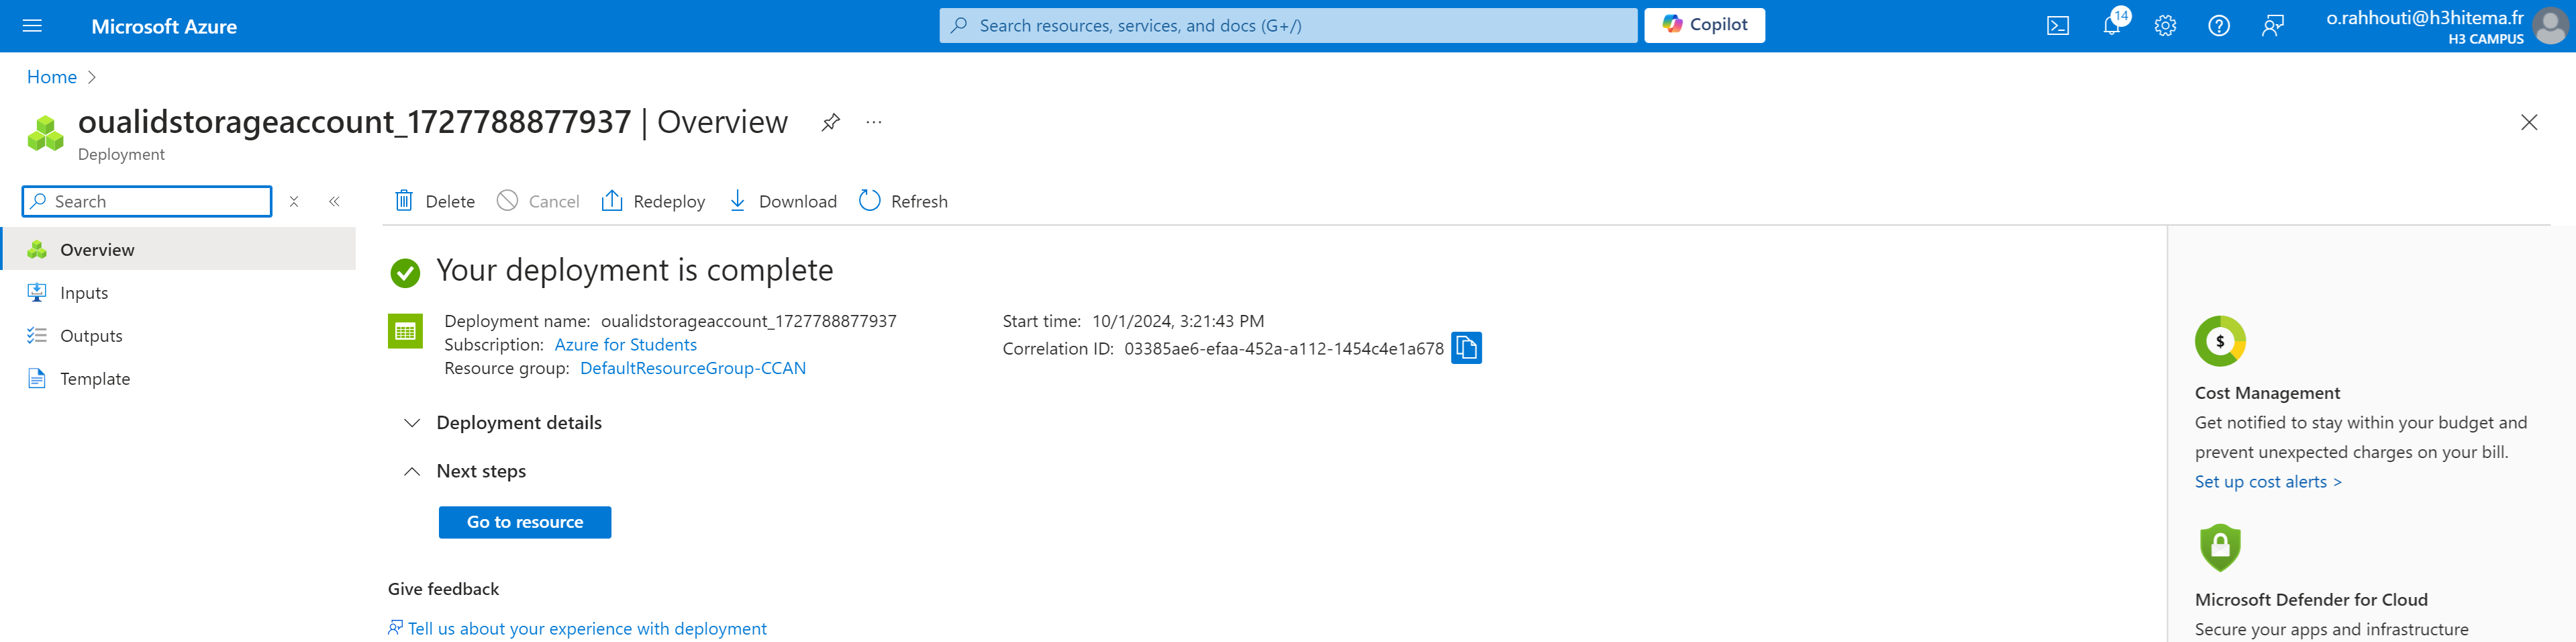 Microsoft Azure
Search resources, services, and docs (G+/)
Copilot
14
o.rahhouti@h3hitema.fr
H3 CAMPUS
Home
oualidstorageaccount_1727788877937 | Overview
Deployment
Search
Delete
Cancel
Redeploy
Download
Refresh
Overview
Inputs
Outputs
Template
Your deployment is complete
Deployment name: oualidstorageaccount_1727788877937
Subscription: Azure for Students
Resource group: DefaultResourceGroup-CCAN
Start time: 10/1/2024, 3:21:43 PM
Correlation ID: 03385ae6-efaa-452a-a112-1454c4e1a678
Deployment details
Next steps
Go to resource
Give feedback
Tell us about your experience with deployment
$
Cost Management
Get notified to stay within your budget and
prevent unexpected charges on your bill.
Set up cost alerts >
Microsoft Defender for Cloud
Secure your apps and infrastructure